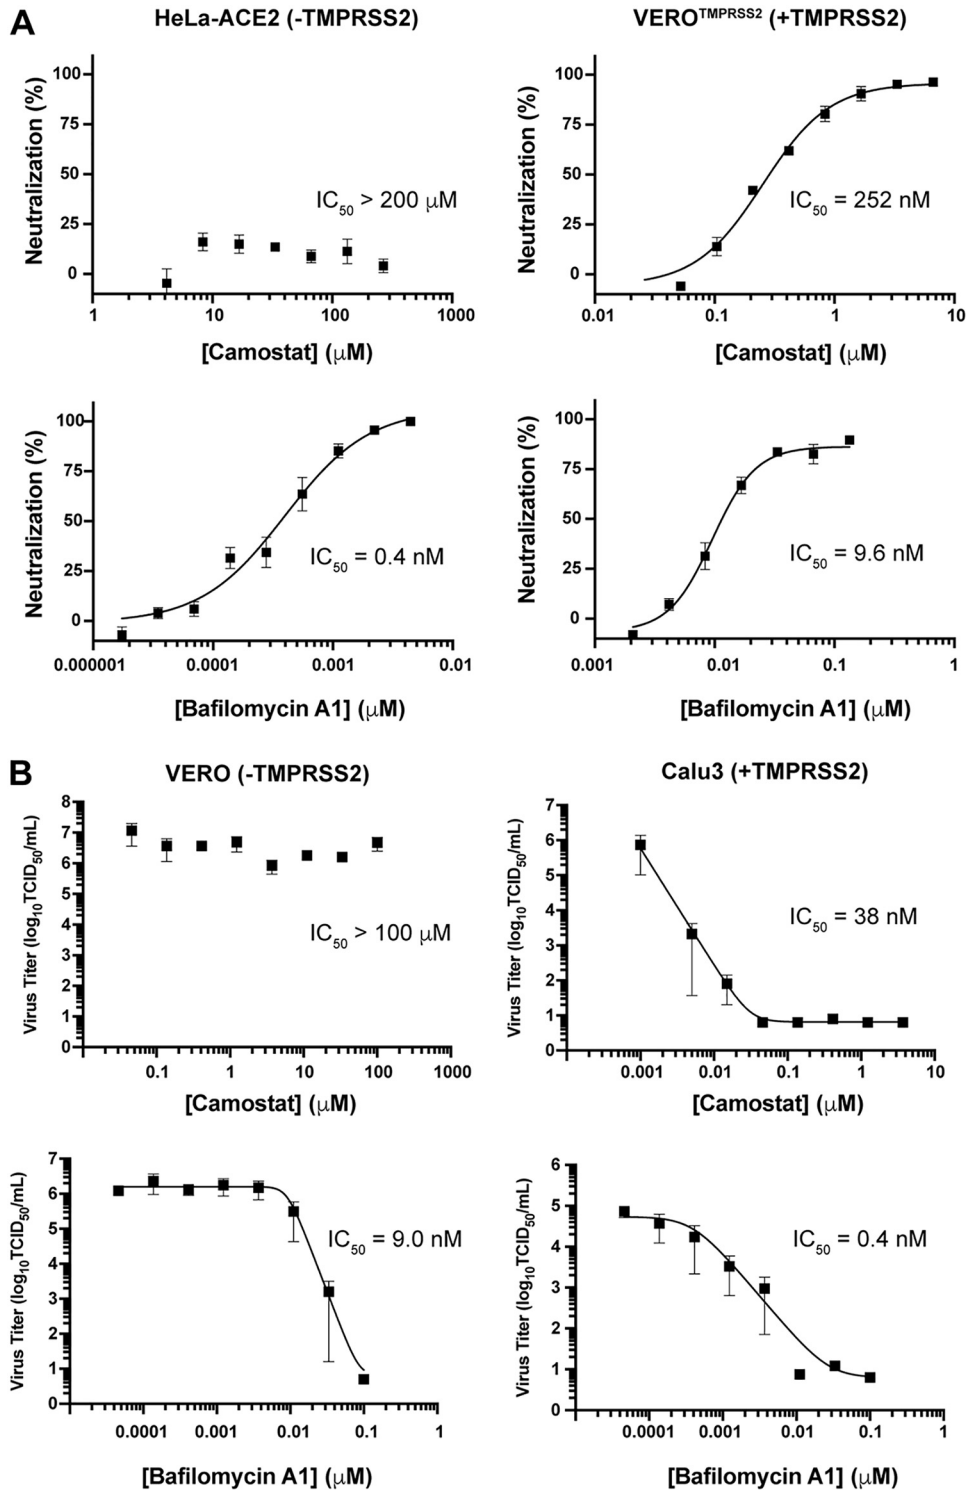 A
HeLa-ACE2 (-TMPRSS2)
VERO^TMPRSS2 (+TMPRSS2)
Neutralization (%)
100
75
50
25
0
IC50 > 200 μM
1 10 100 1000
[Camostat] (μM)
Neutralization (%)
100
75
50
25
0
IC50 = 252 nM
0.01 0.1 1 10
[Camostat] (μM)
Neutralization (%)
100
75
50
25
0
IC50 = 0.4 nM
0.000001 0.0001 0.001 0.01
[Bafilomycin A1] (μM)
Neutralization (%)
100
75
50
25
0
IC50 = 9.6 nM
0.001 0.01 0.1 1
[Bafilomycin A1] (μM)
B
VERO (-TMPRSS2)
Calu3 (+TMPRSS2)
Virus Titer (log10TCID50/mL)
8
7
6
5
4
3
2
1
0
IC50 > 100 μM
0.1 1 10 100 1000
[Camostat] (μM)
Virus Titer (log10TCID50/mL)
7
6
5
4
3
2
1
0
IC50 = 38 nM
0.001 0.01 0.1 1 10
[Camostat] (μM)
Virus Titer (log10TCID50/mL)
7
6
5
4
3
2
1
0
IC50 = 9.0 nM
0.0001 0.001 0.01 0.1 1
[Bafilomycin A1] (μM)
Virus Titer (log10TCID50/mL)
6
5
4
3
2
1
0
IC50 = 0.4 nM
0.0001 0.001 0.01 0.1 1
[Bafilomycin A1] (μM)